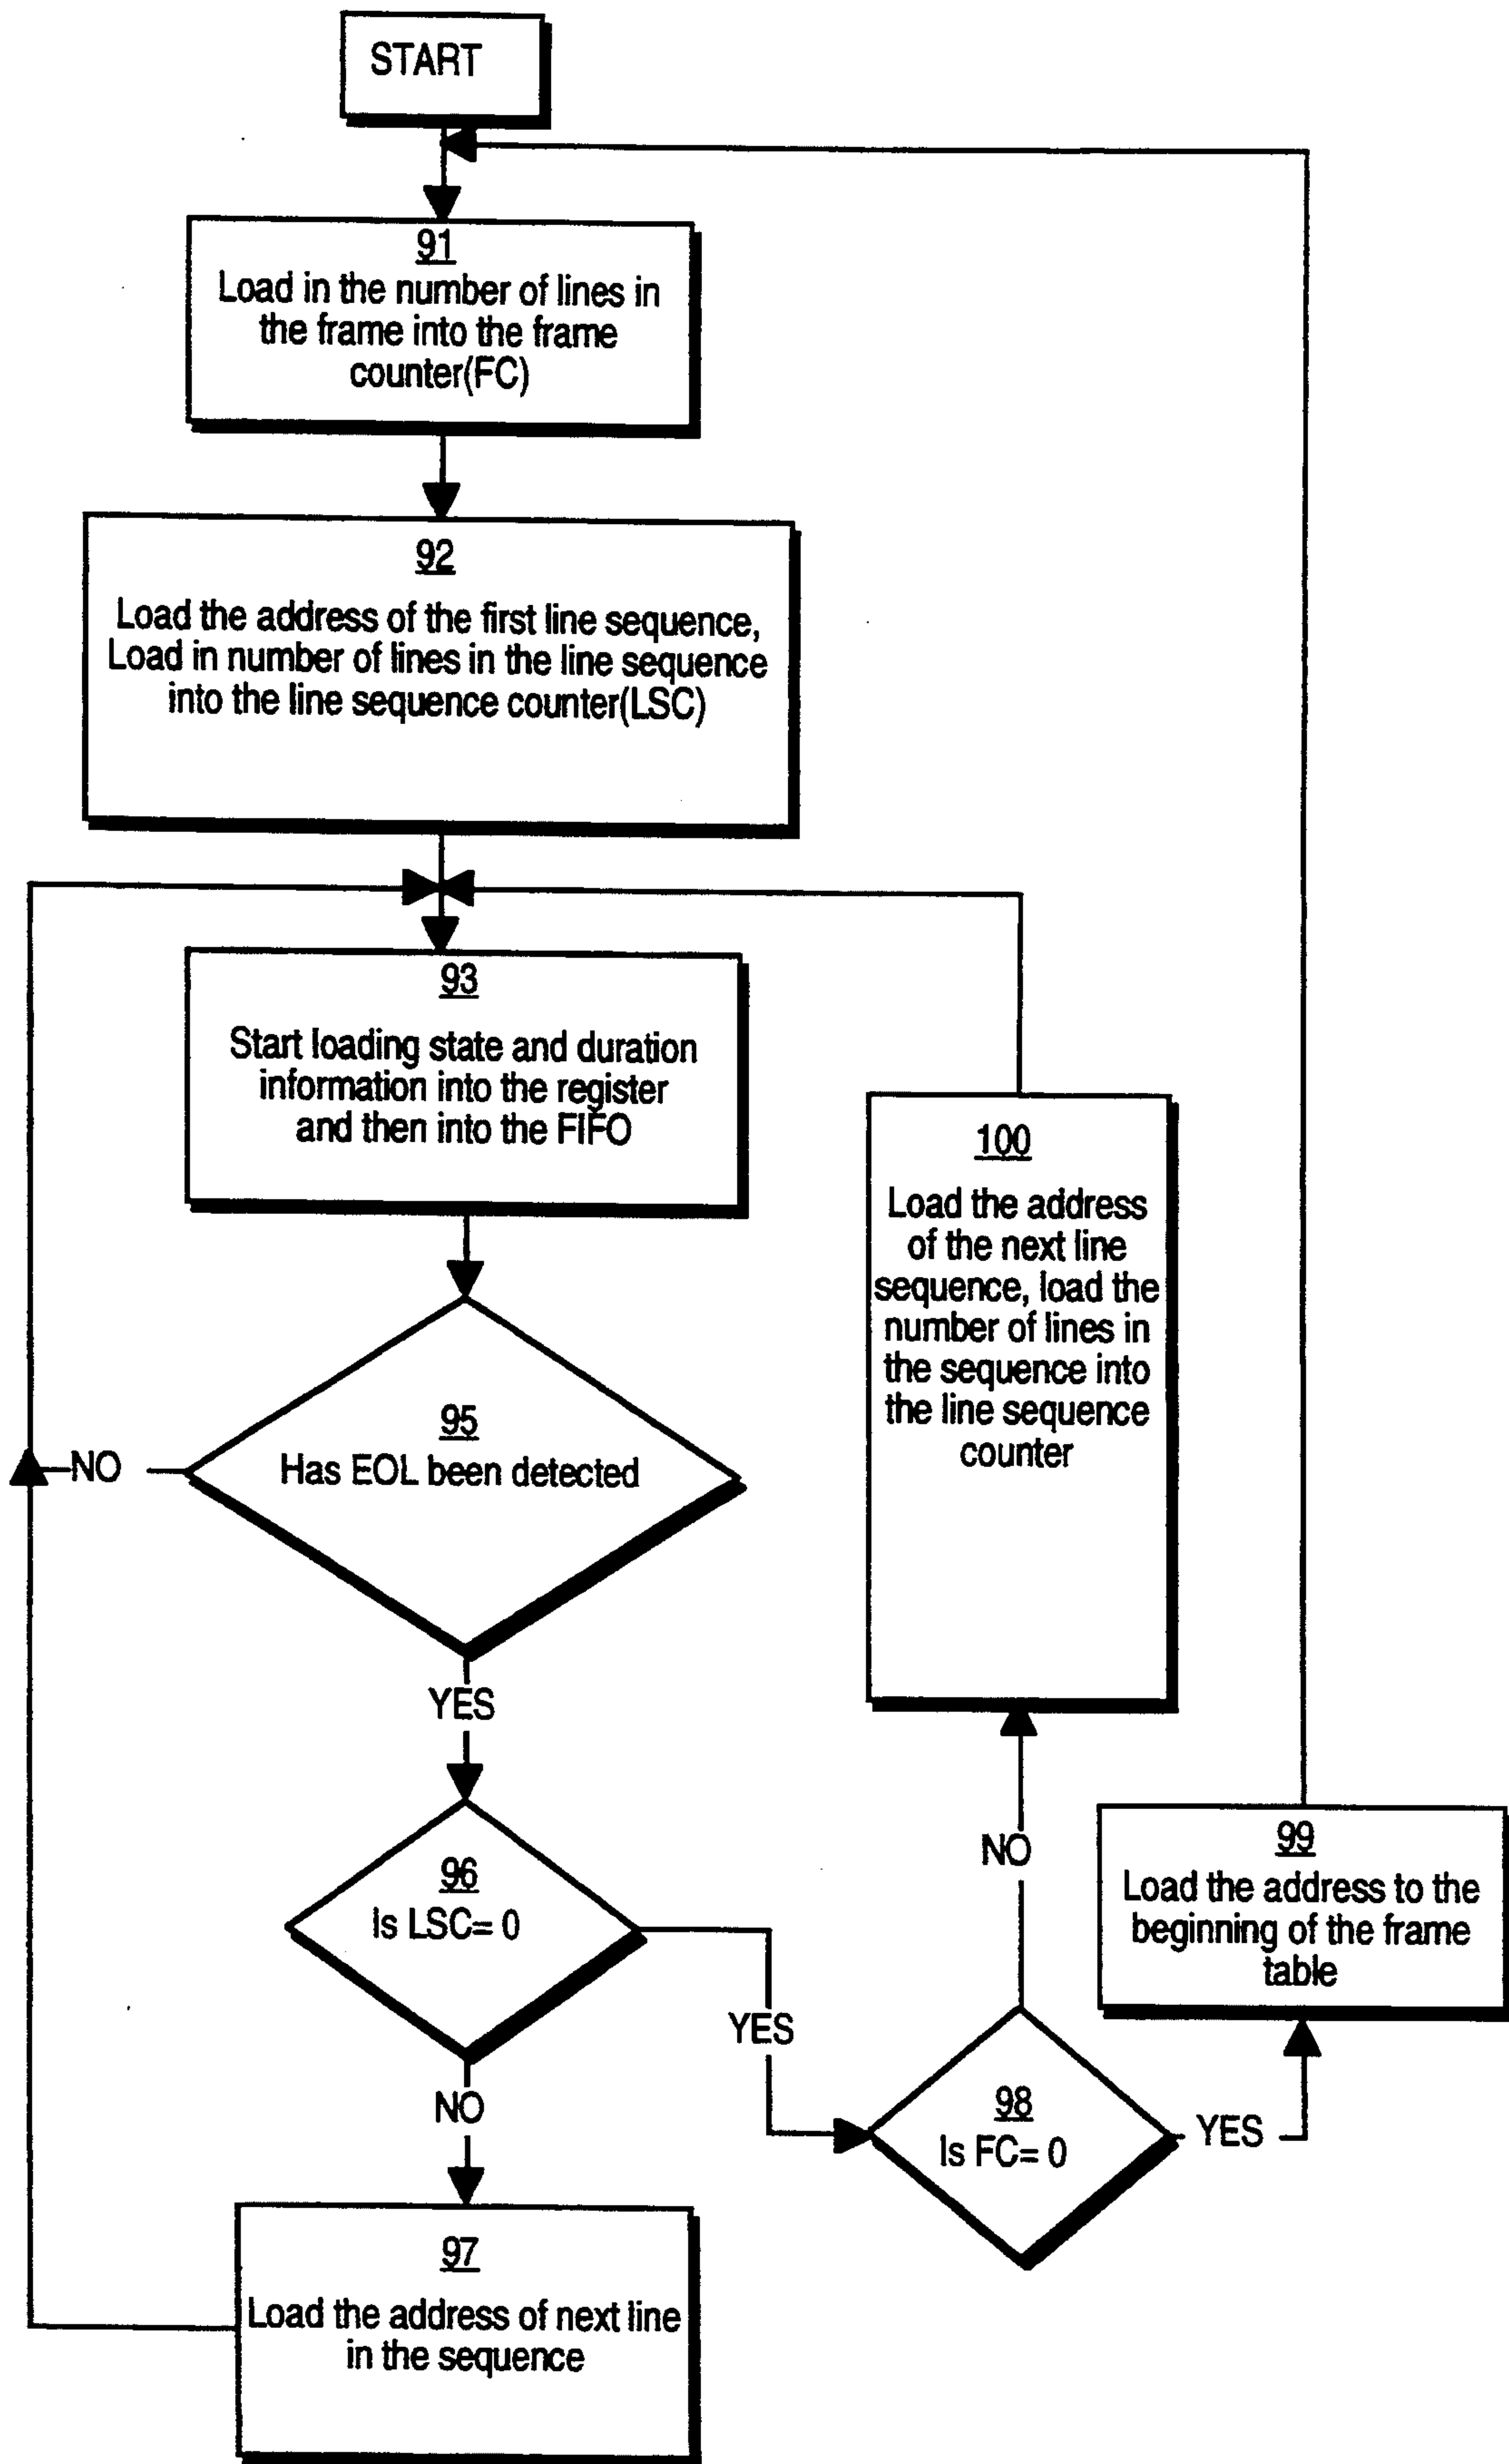 START
91
Load in the number of lines in
the frame into the frame
counter(FC)
92
Load the address of the first line sequence,
Load in number of lines in the line sequence
into the line sequence counter(LSC)
93
Start loading state and duration
information into the register
and then into the FIFO
100
Load the address
of the next line
sequence, load the
number of lines in
the sequence into
the line sequence
counter
95
Has EOL been detected
NO
YES
96
Is LSC= 0
YES
NO
97
Load the address of next line
in the sequence
98
Is FC= 0
NO
YES
99
Load the address to the
beginning of the frame
table